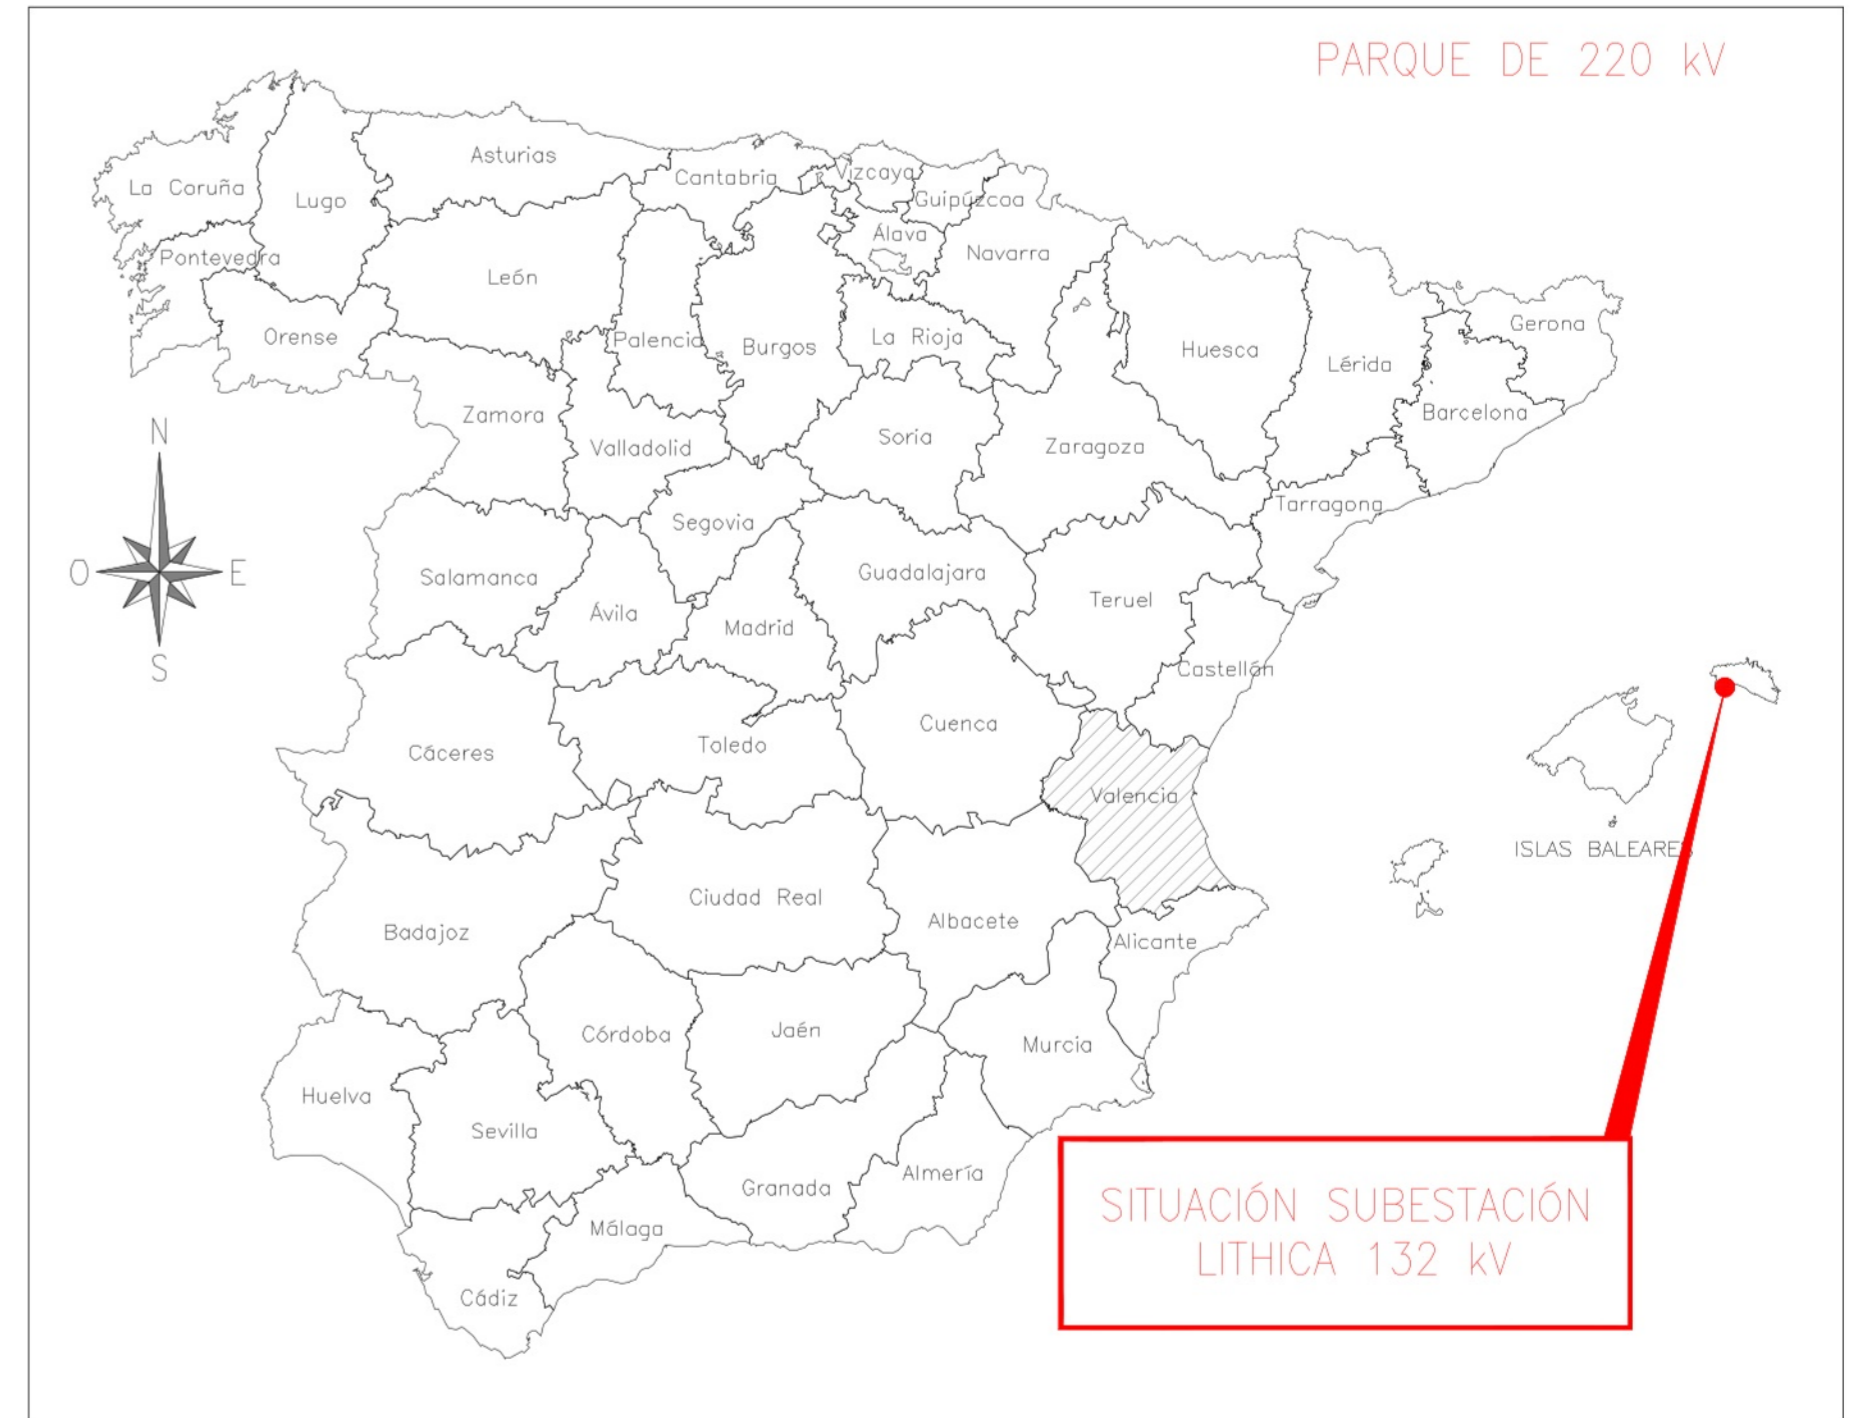 PARQUE DE 220 kV
Asturias
Cantabria
Vizcaya
La Coruña
Lugo
Guipúzcoa
Álava
Navarra
Pontevedra
León
Orense
Palencia
Burgos
La Rioja
Huesca
Lérida
Gerona
Zamora
Valladolid
Soria
Zaragoza
Barcelona
N
Segovia
Tarragona
O
E
Salamanca
Ávila
Madrid
Guadalajara
Teruel
S
Castellón
Cáceres
Toledo
Cuenca
Valencia
ISLAS BALEARES
Badajoz
Ciudad Real
Albacete
Alicante
Córdoba
Jaén
Murcia
Huelva
Sevilla
Granada
Almería
Málaga
Cádiz
SITUACIÓN SUBESTACIÓN
LITHICA 132 kV